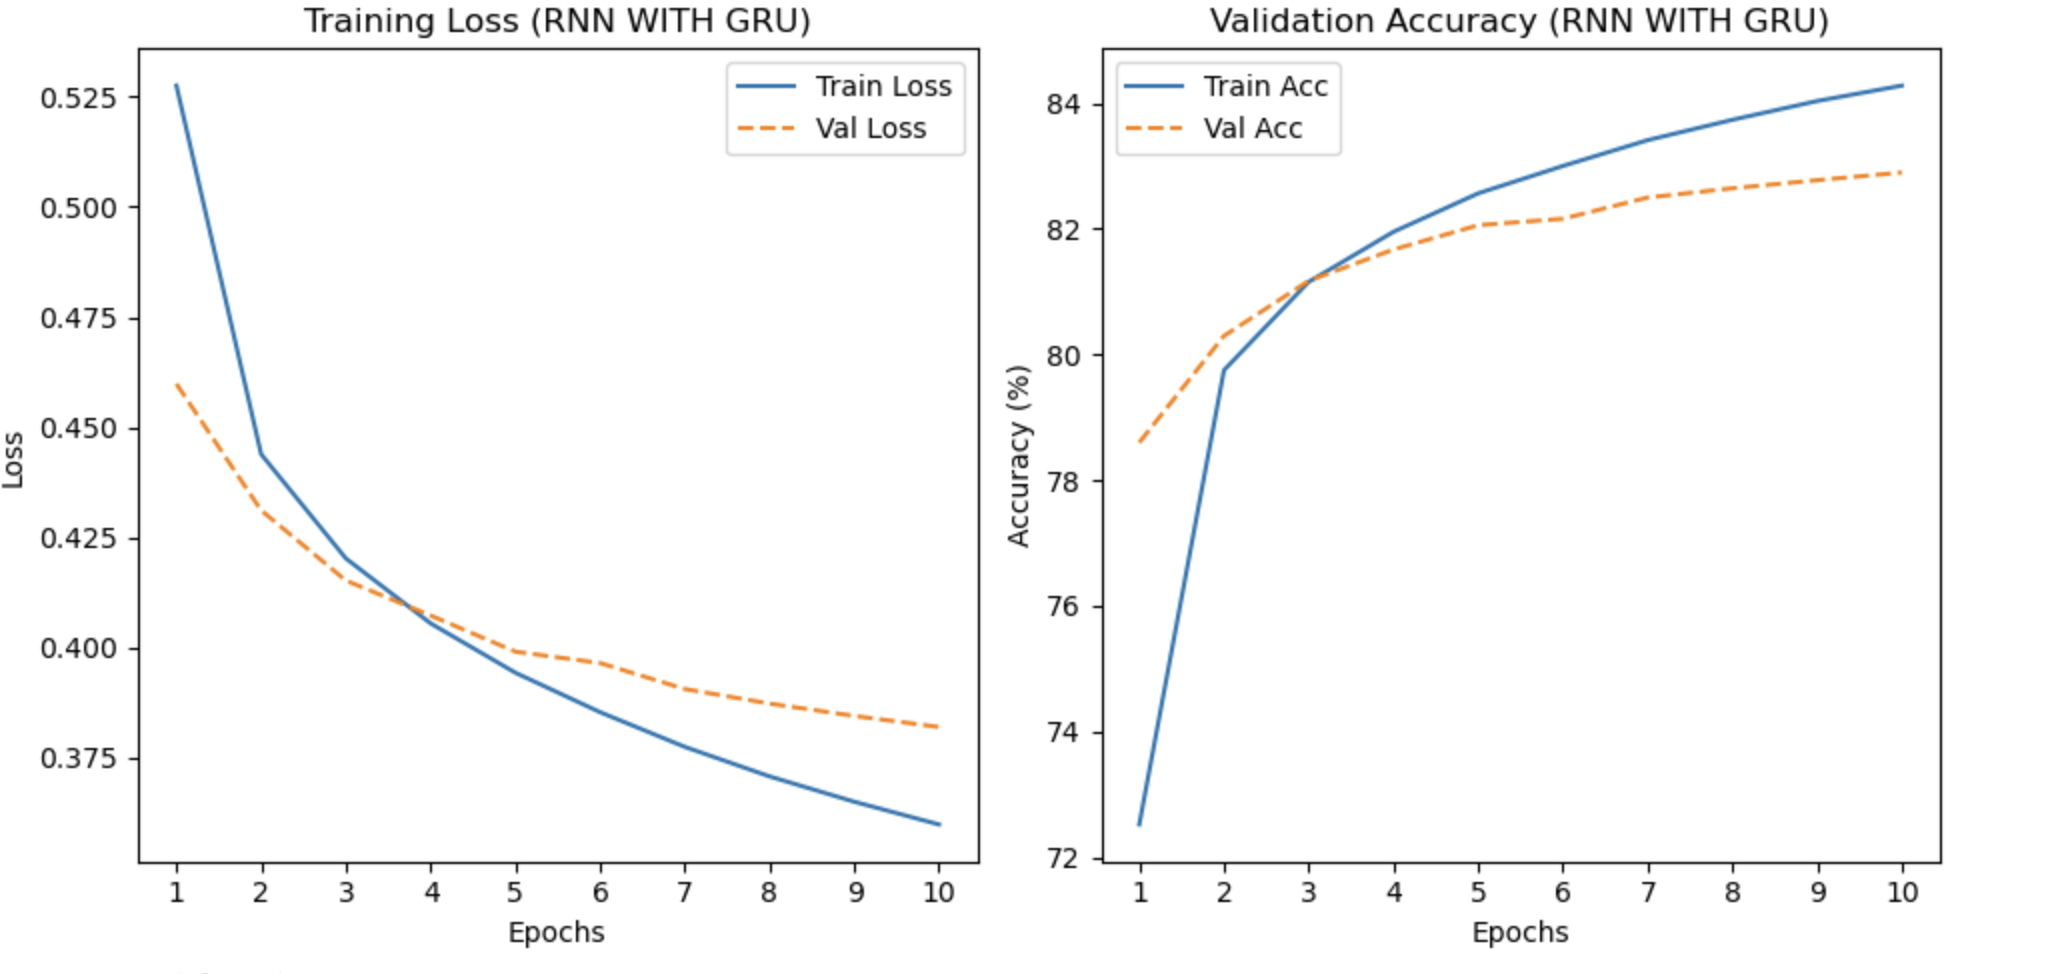 Training Loss (RNN WITH GRU)
Train Loss
Val Loss
Loss
0.525
0.500
0.475
0.450
0.425
0.400
0.375
1 2 3 4 5 6 7 8 9 10
Epochs
Validation Accuracy (RNN WITH GRU)
Train Acc
Val Acc
Accuracy (%)
84
82
80
78
76
74
72
1 2 3 4 5 6 7 8 9 10
Epochs